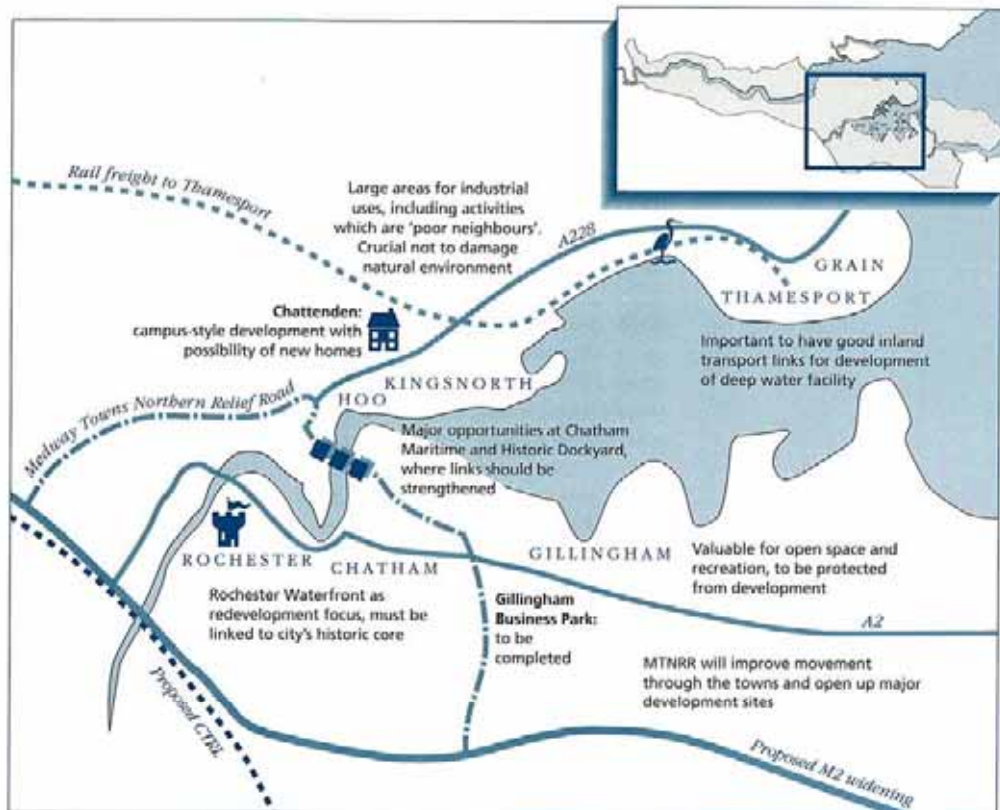 Rail freight to Thamesport
Large areas for industrial
uses, including activities
which are ‘poor neighbours’.
Crucial not to damage
natural environment
A228
GRAIN
THAMESPORT
Chattenden:
campus-style development with
possibility of new homes
Important to have good inland
transport links for development
of deep water facility
KINGSNORTH
HOO
Medway Towns Northern Relief Road
Major opportunities at Chatham
Maritime and Historic Dockyard,
where links should be
strengthened
ROCHESTER
CHATHAM
GILLINGHAM
Valuable for open space and
recreation, to be protected
from development
Rochester Waterfront as
redevelopment focus, must be
linked to city's historic core
Gillingham
Business Park:
to be
completed
A2
MTNRR will improve movement
through the towns and open up major
development sites
Proposed CTRL
Proposed M2 widening